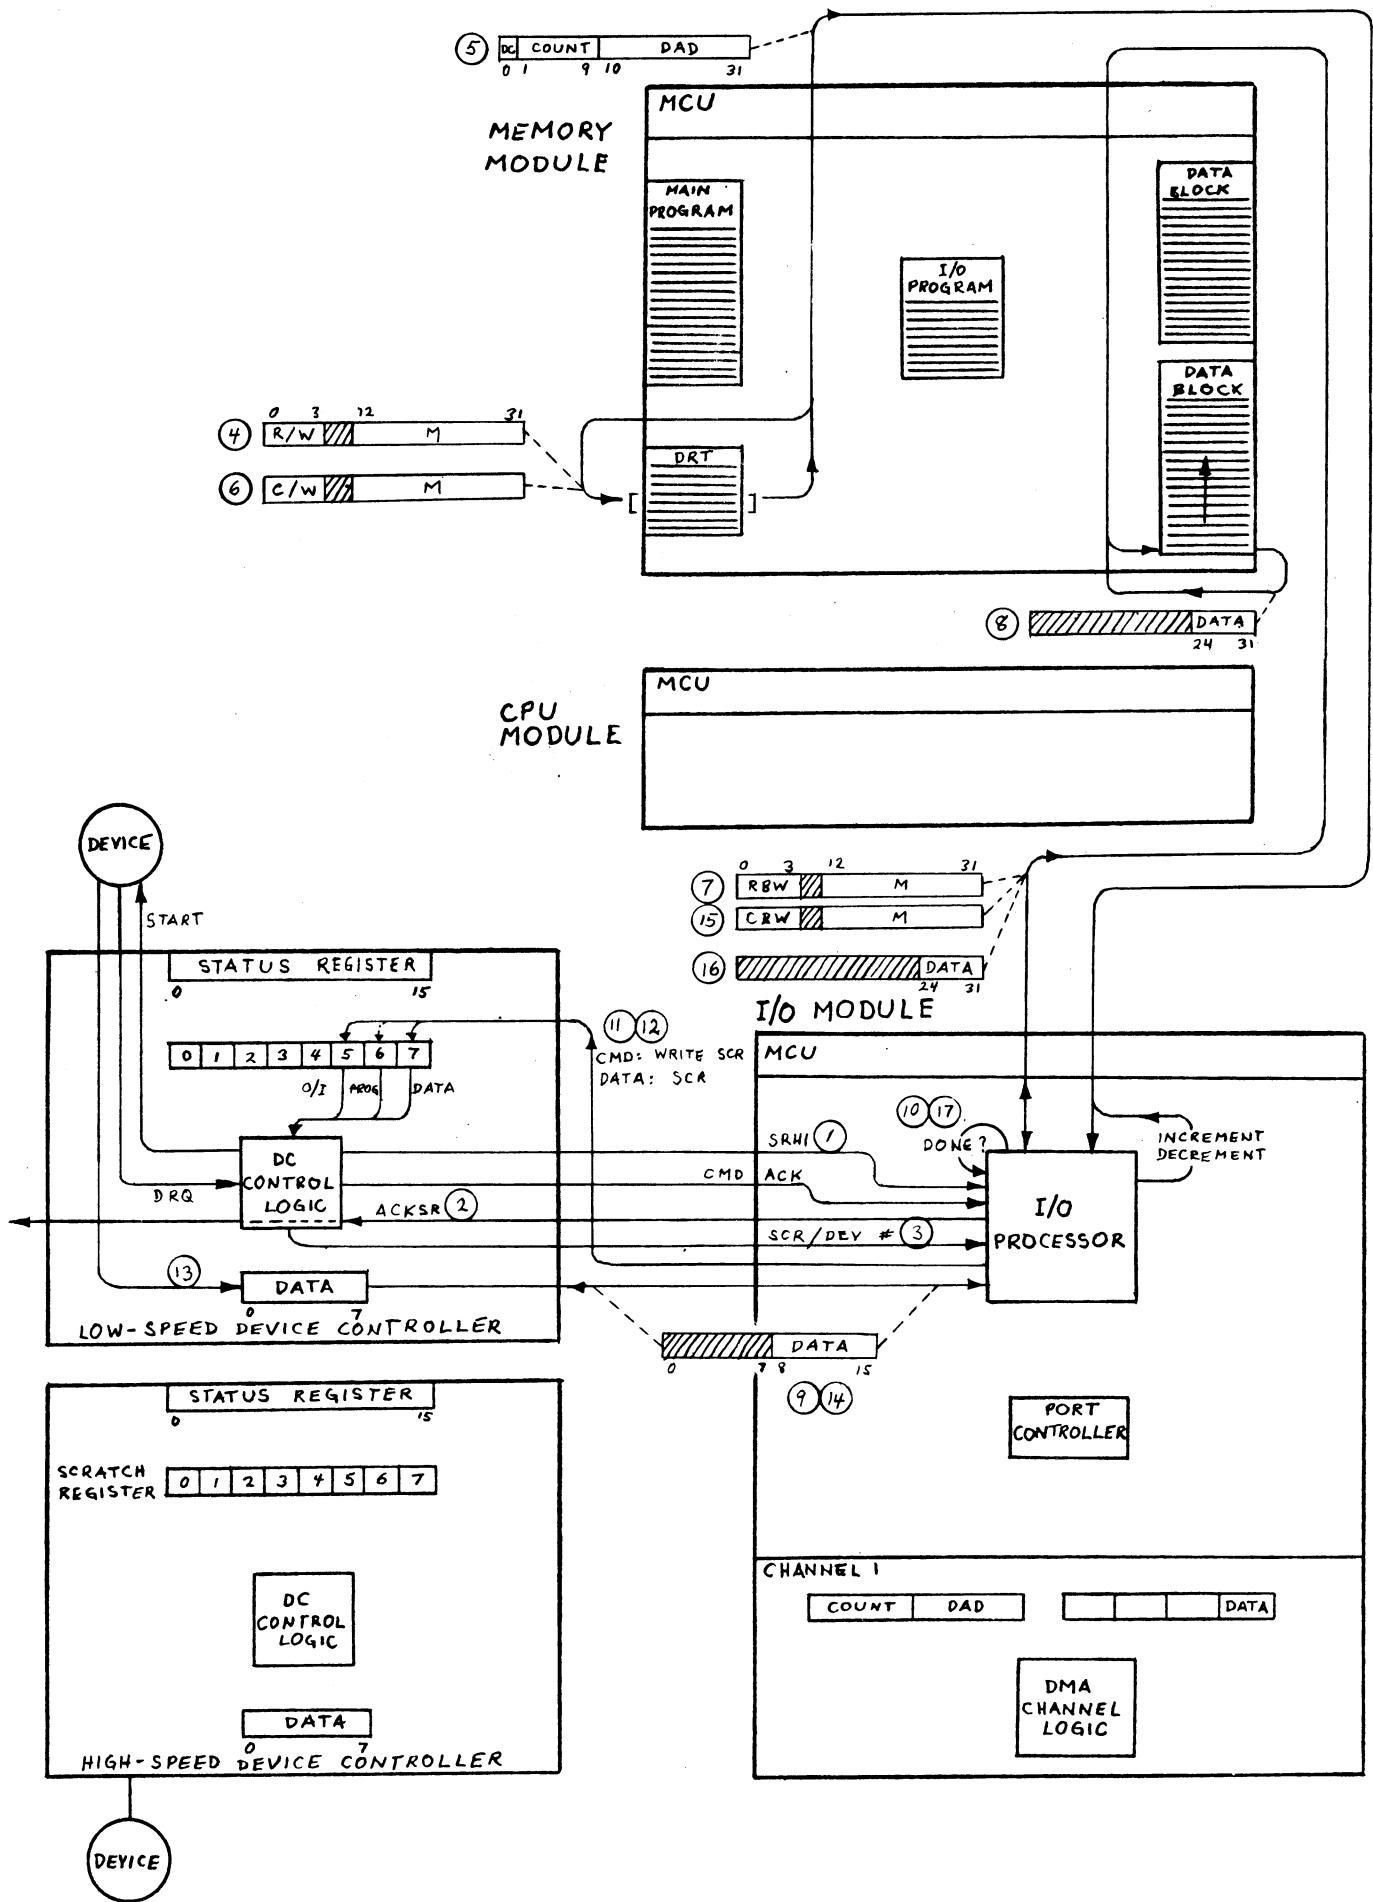 5 DC COUNT DAD
0 1 9 10 31
MCU
MEMORY
MODULE
MAIN
PROGRAM
I/O
PROGRAM
DATA
BLOCK
DATA
BLOCK
0 3 12 31
4 R/W M
6 C/W M
DRT
8 DATA
24 31
MCU
CPU
MODULE
DEVICE
START
0 3 12 31
7 RBW M
15 CBW M
16 DATA
24 31
I/O MODULE
STATUS REGISTER
0 15
0 1 2 3 4 5 6 7
O/I PROG DATA
11 12
CMD: WRITE SCR
DATA: SCR
MCU
10 17
DONE?
INCREMENT
DECREMENT
DC
CONTROL
LOGIC
DRQ
SRHI 1
CMD ACK
ACKSR 2
SCR/DEV # 3
I/O
PROCESSOR
13
DATA
0 7
LOW-SPEED DEVICE CONTROLLER
DATA
0 7 8 15
9 14
STATUS REGISTER
0 15
SCRATCH
REGISTER
0 1 2 3 4 5 6 7
PORT
CONTROLLER
DC
CONTROL
LOGIC
DATA
0 7
HIGH-SPEED DEVICE CONTROLLER
DEVICE
CHANNEL 1
COUNT DAD
DATA
DMA
CHANNEL
LOGIC